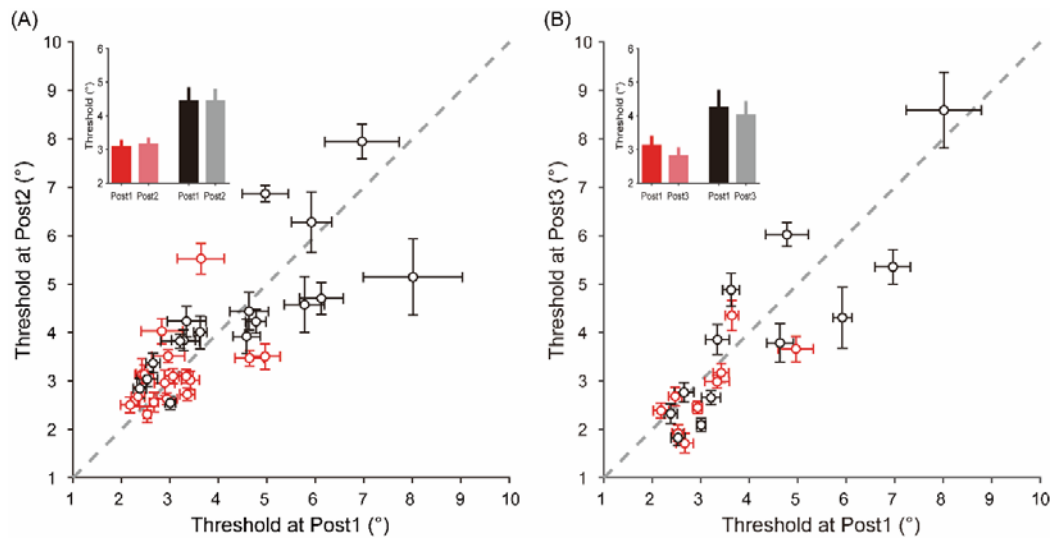 (A)
Threshold at Post2 (°)
10
9
8
7
6
5
4
3
2
1
1 2 3 4 5 6 7 8 9 10
Threshold at Post1 (°)
Threshold (°)
6
5
4
3
2
Post1 Post2 Post1 Post2
(B)
Threshold at Post3 (°)
10
9
8
7
6
5
4
3
2
1
1 2 3 4 5 6 7 8 9 10
Threshold at Post1 (°)
Threshold (°)
6
5
4
3
2
Post1 Post3 Post1 Post3